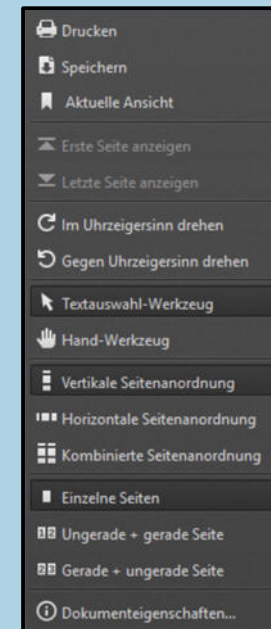 Drucken
Speichern
Aktuelle Ansicht
Erste Seite anzeigen
Letzte Seite anzeigen
Im Uhrzeigersinn drehen
Gegen Uhrzeigersinn drehen
Textauswahl-Werkzeug
Hand-Werkzeug
Vertikale Seitenanordnung
Horizontale Seitenanordnung
Kombinierte Seitenanordnung
Einzelne Seiten
Ungerade + gerade Seite
Gerade + ungerade Seite
Dokumenteigenschaften...